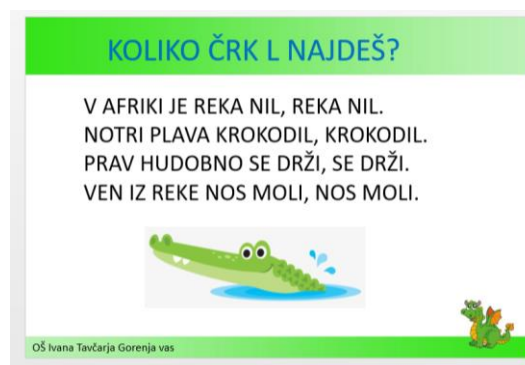 KOLIKO ČRK L NAJDEŠ?
V AFRIKI JE REKA NIL, REKA NIL.
NOTRI PLAVA KROKODIL, KROKODIL.
PRAV HUDOBNO SE DRŽI, SE DRŽI.
VEN IZ REKE NOS MOLI, NOS MOLI.
OŠ Ivana Tavčarja Gorenja vas